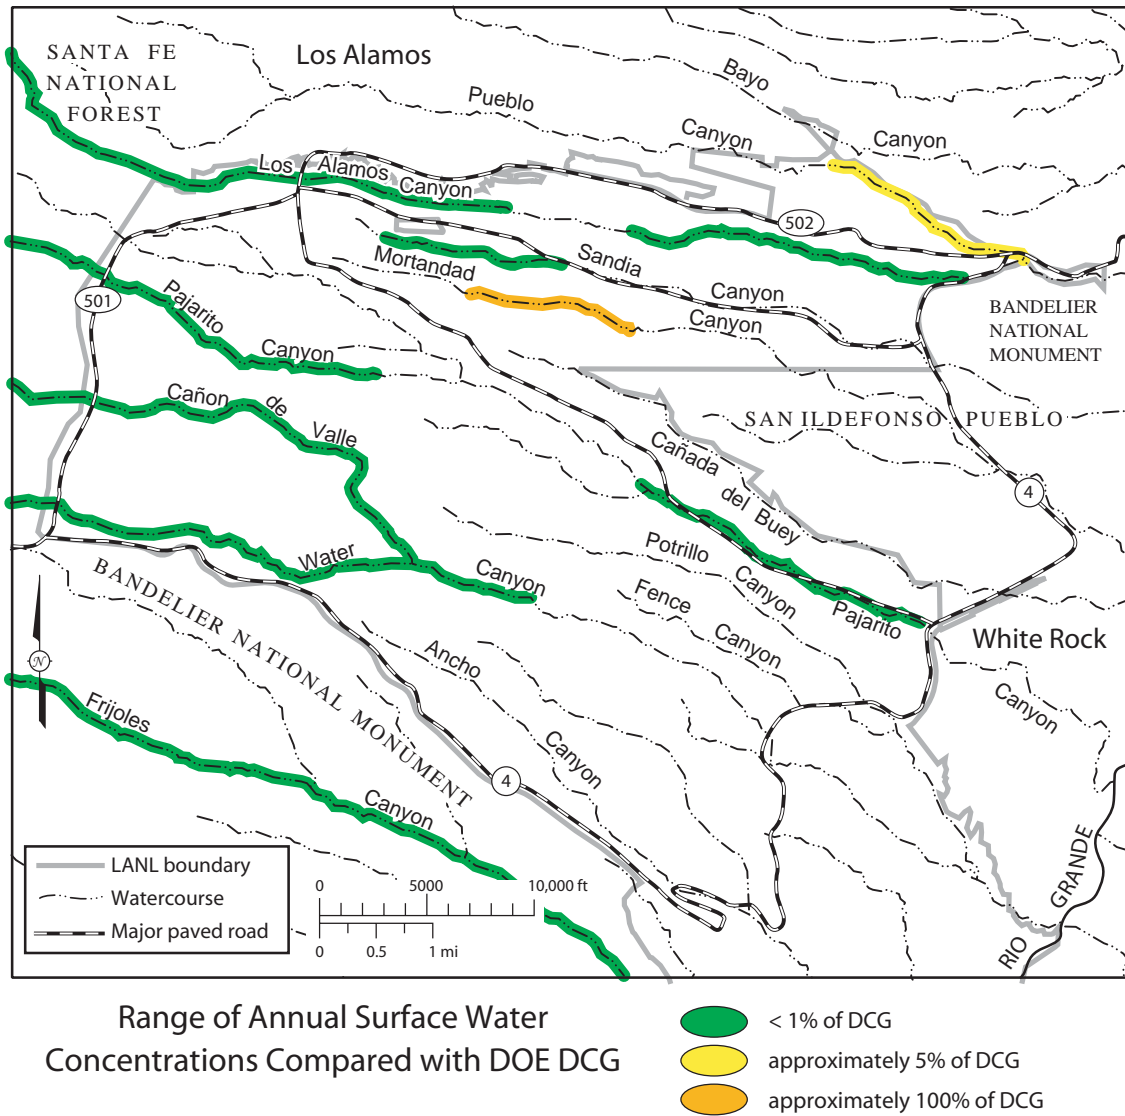 SANTA FE
NATIONAL
FOREST
Los Alamos
Bayo
Pueblo
Canyon
Canyon
Los Alamos Canyon
502
Sandia
Mortandad
Canyon
Canyon
501
Pajarito
Canyon
BANDELIER
NATIONAL
MONUMENT
Cañon de Valle
SAN ILDEFONSO PUEBLO
Cañada del Buey
4
Potrillo
Canyon
Water
Canyon
Fence
Canyon
Pajarito
White Rock
Canyon
BANDELIER NATIONAL MONUMENT
Ancho
Canyon
N
Frijoles
Canyon
4
RIO GRANDE
LANL boundary
Watercourse
Major paved road
0 5000 10,000 ft
0 0.5 1 mi
Range of Annual Surface Water
Concentrations Compared with DOE DCG
< 1% of DCG
approximately 5% of DCG
approximately 100% of DCG